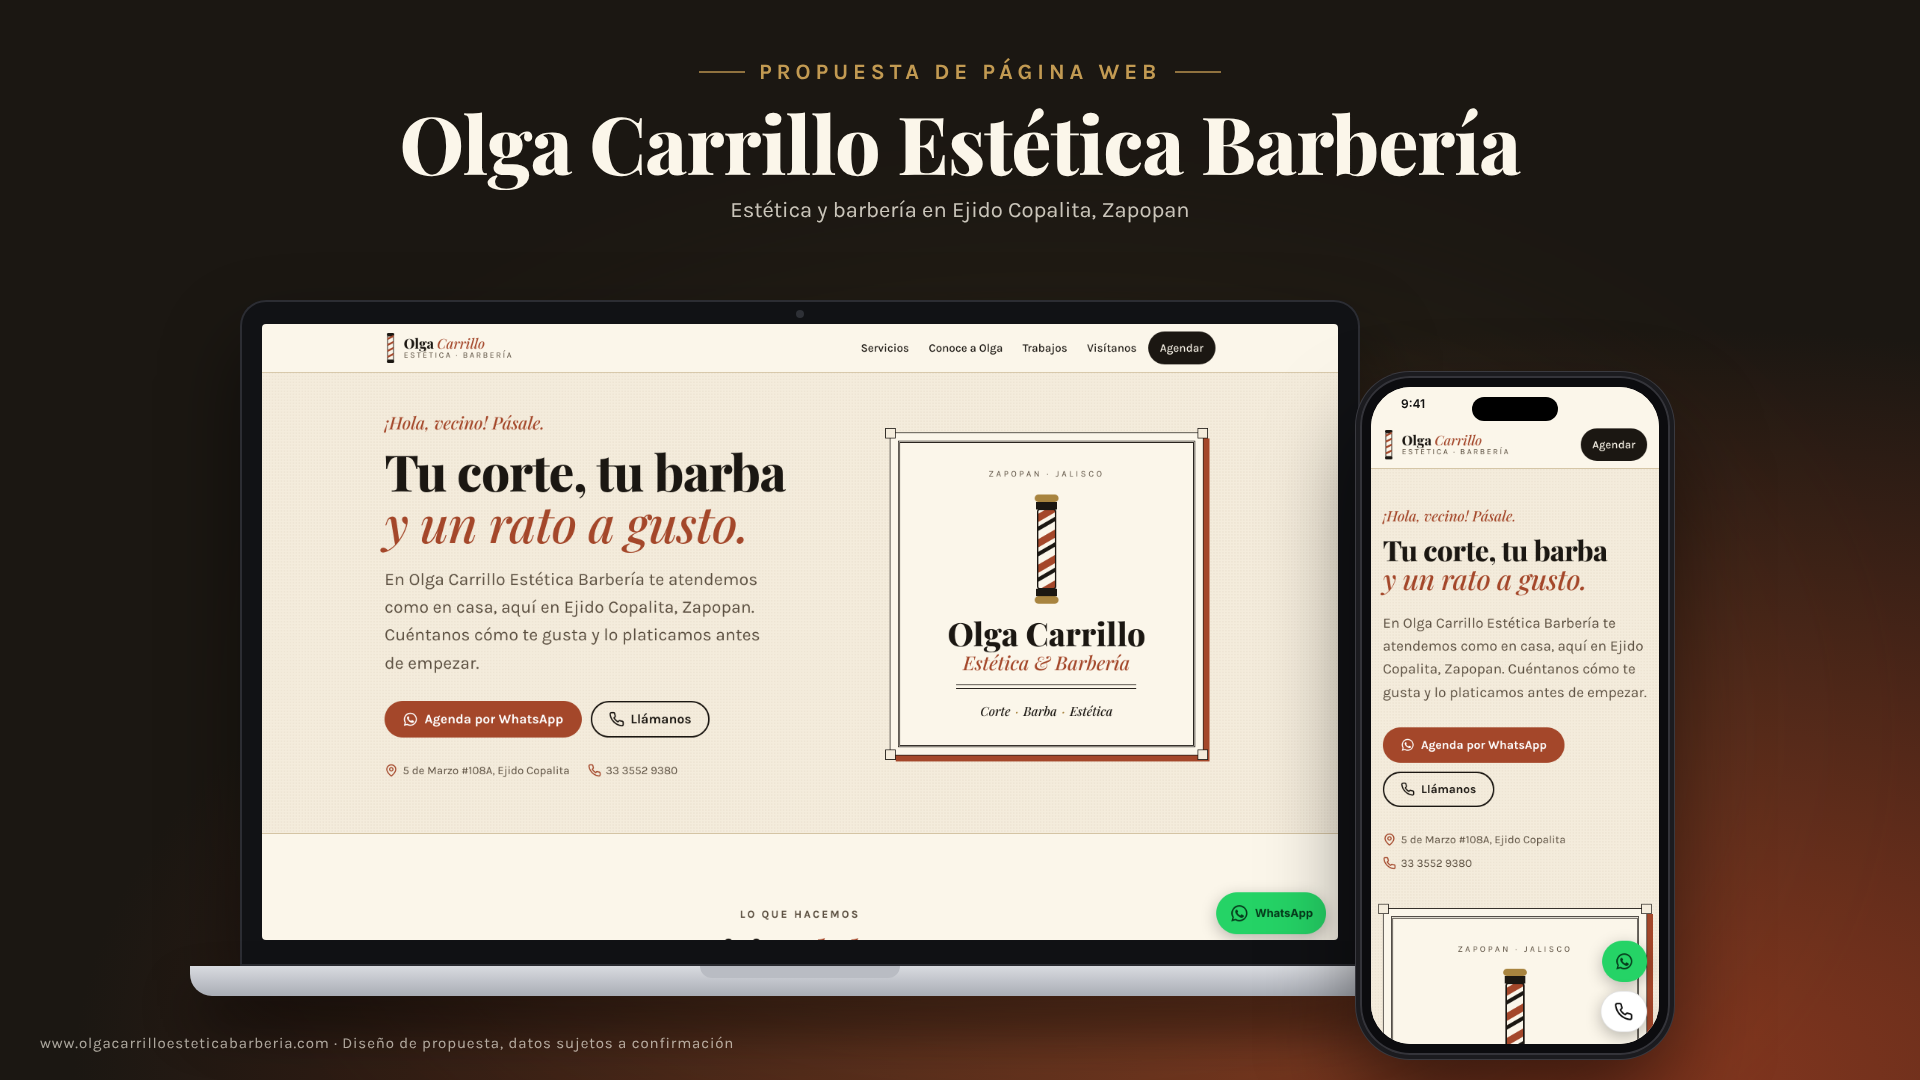 PROPUESTA DE PÁGINA WEB
Olga Carrillo Estética Barbería
Estética y barbería en Ejido Copalita, Zapopan
Olga Carrillo
ESTÉTICA · BARBERÍA
Servicios
Conoce a Olga
Trabajos
Visítanos
Agendar
¡Hola, vecino! Pásale.
Tu corte, tu barba
y un rato a gusto.
En Olga Carrillo Estética Barbería te atendemos
como en casa, aquí en Ejido Copalita, Zapopan.
Cuéntanos cómo te gusta y lo platicamos antes
de empezar.
Agenda por WhatsApp
Llámanos
5 de Marzo #108A, Ejido Copalita
33 3552 9380
ZAPOPAN · JALISCO
Olga Carrillo
Estética & Barbería
Corte · Barba · Estética
LO QUE HACEMOS
WhatsApp
9:41
Olga Carrillo
ESTÉTICA · BARBERÍA
Agendar
¡Hola, vecino! Pásale.
Tu corte, tu barba
y un rato a gusto.
En Olga Carrillo Estética Barbería te
atendemos como en casa, aquí en Ejido
Copalita, Zapopan. Cuéntanos cómo te
gusta y lo platicamos antes de empezar.
Agenda por WhatsApp
Llámanos
5 de Marzo #108A, Ejido Copalita
33 3552 9380
ZAPOPAN · JALISCO
www.olgacarrilloesteticabarberia.com · Diseño de propuesta, datos sujetos a confirmación